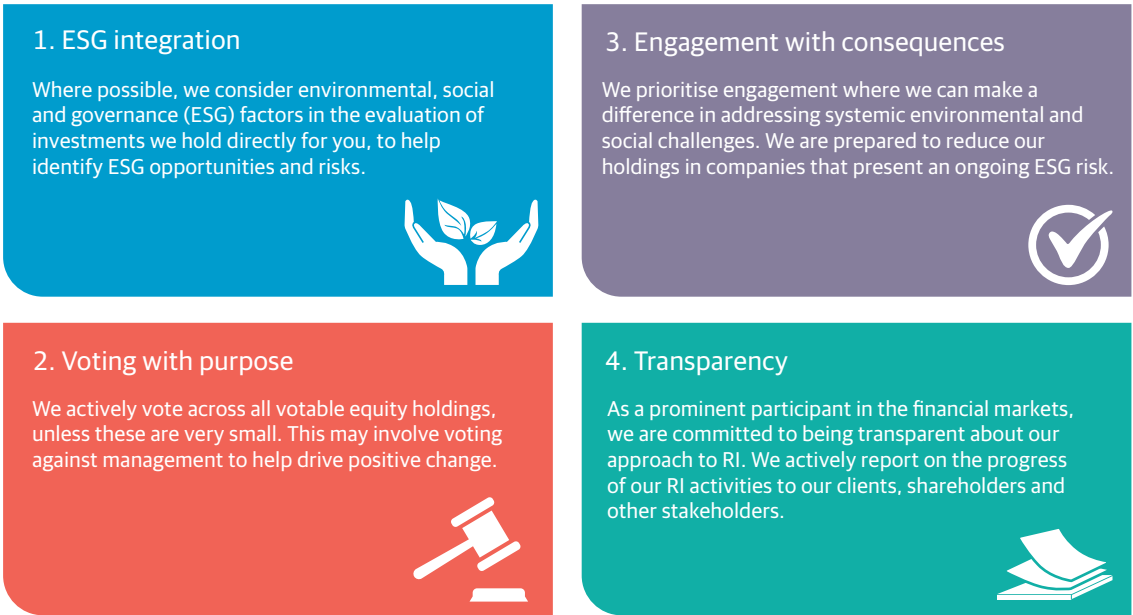 1. ESG integration
Where possible, we consider environmental, social
and governance (ESG) factors in the evaluation of
investments we hold directly for you, to help
identify ESG opportunities and risks.
2. Voting with purpose
We actively vote across all votable equity holdings,
unless these are very small. This may involve voting
against management to help drive positive change.
3. Engagement with consequences
We prioritise engagement where we can make a
difference in addressing systemic environmental and
social challenges. We are prepared to reduce our
holdings in companies that present an ongoing ESG risk.
4. Transparency
As a prominent participant in the financial markets,
we are committed to being transparent about our
approach to RI. We actively report on the progress
of our RI activities to our clients, shareholders and
other stakeholders.